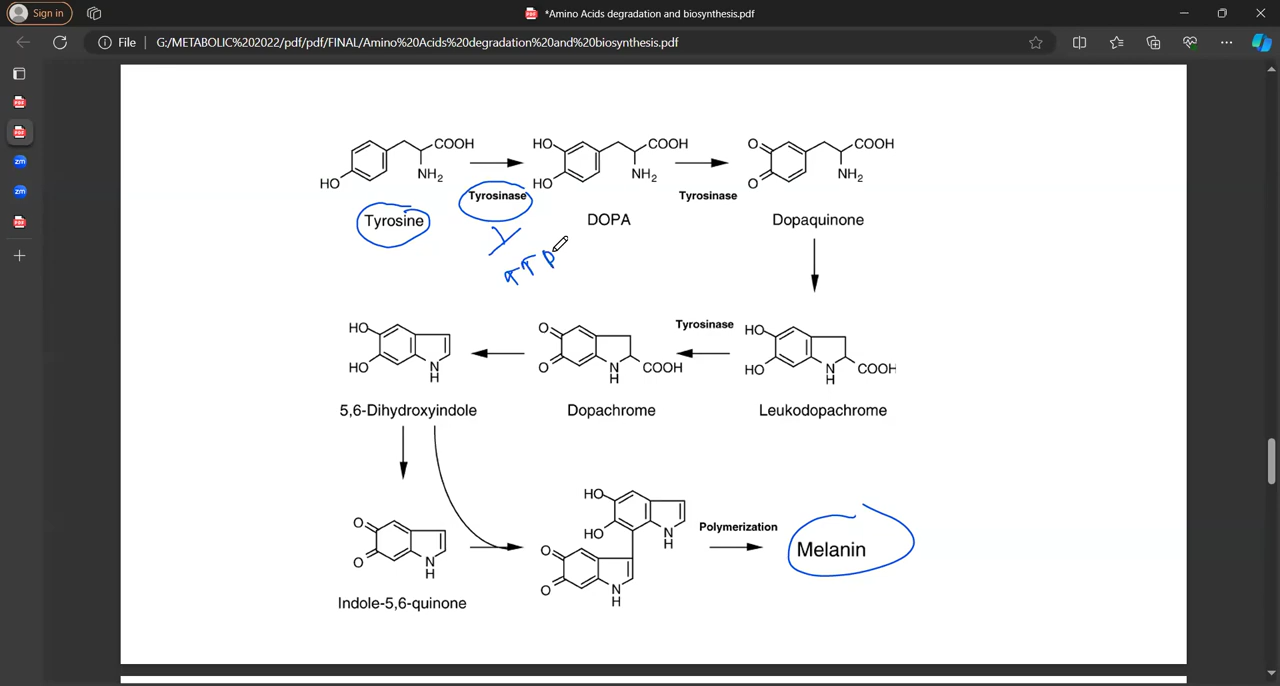 Sign in
*Amino Acids degradation and biosynthesis.pdf
File G:/METABOLIC%202022/pdf/pdf/FINAL/Amino%20Acids%20degradation%20and%20biosynthesis.pdf
zm
zm
COOH HO COOH O COOH
HO NH2 HO NH2 O NH2
Tyrosinase Tyrosinase
Tyrosine DOPA Dopaquinone
Tyrosinase
HO O HO
HO N H O N H COOH HO N H COOH
5,6-Dihydroxyindole Dopachrome Leukodopachrome
HO
HO N H
O O Polymerization
O N H O N H Melanin
Indole-5,6-quinone